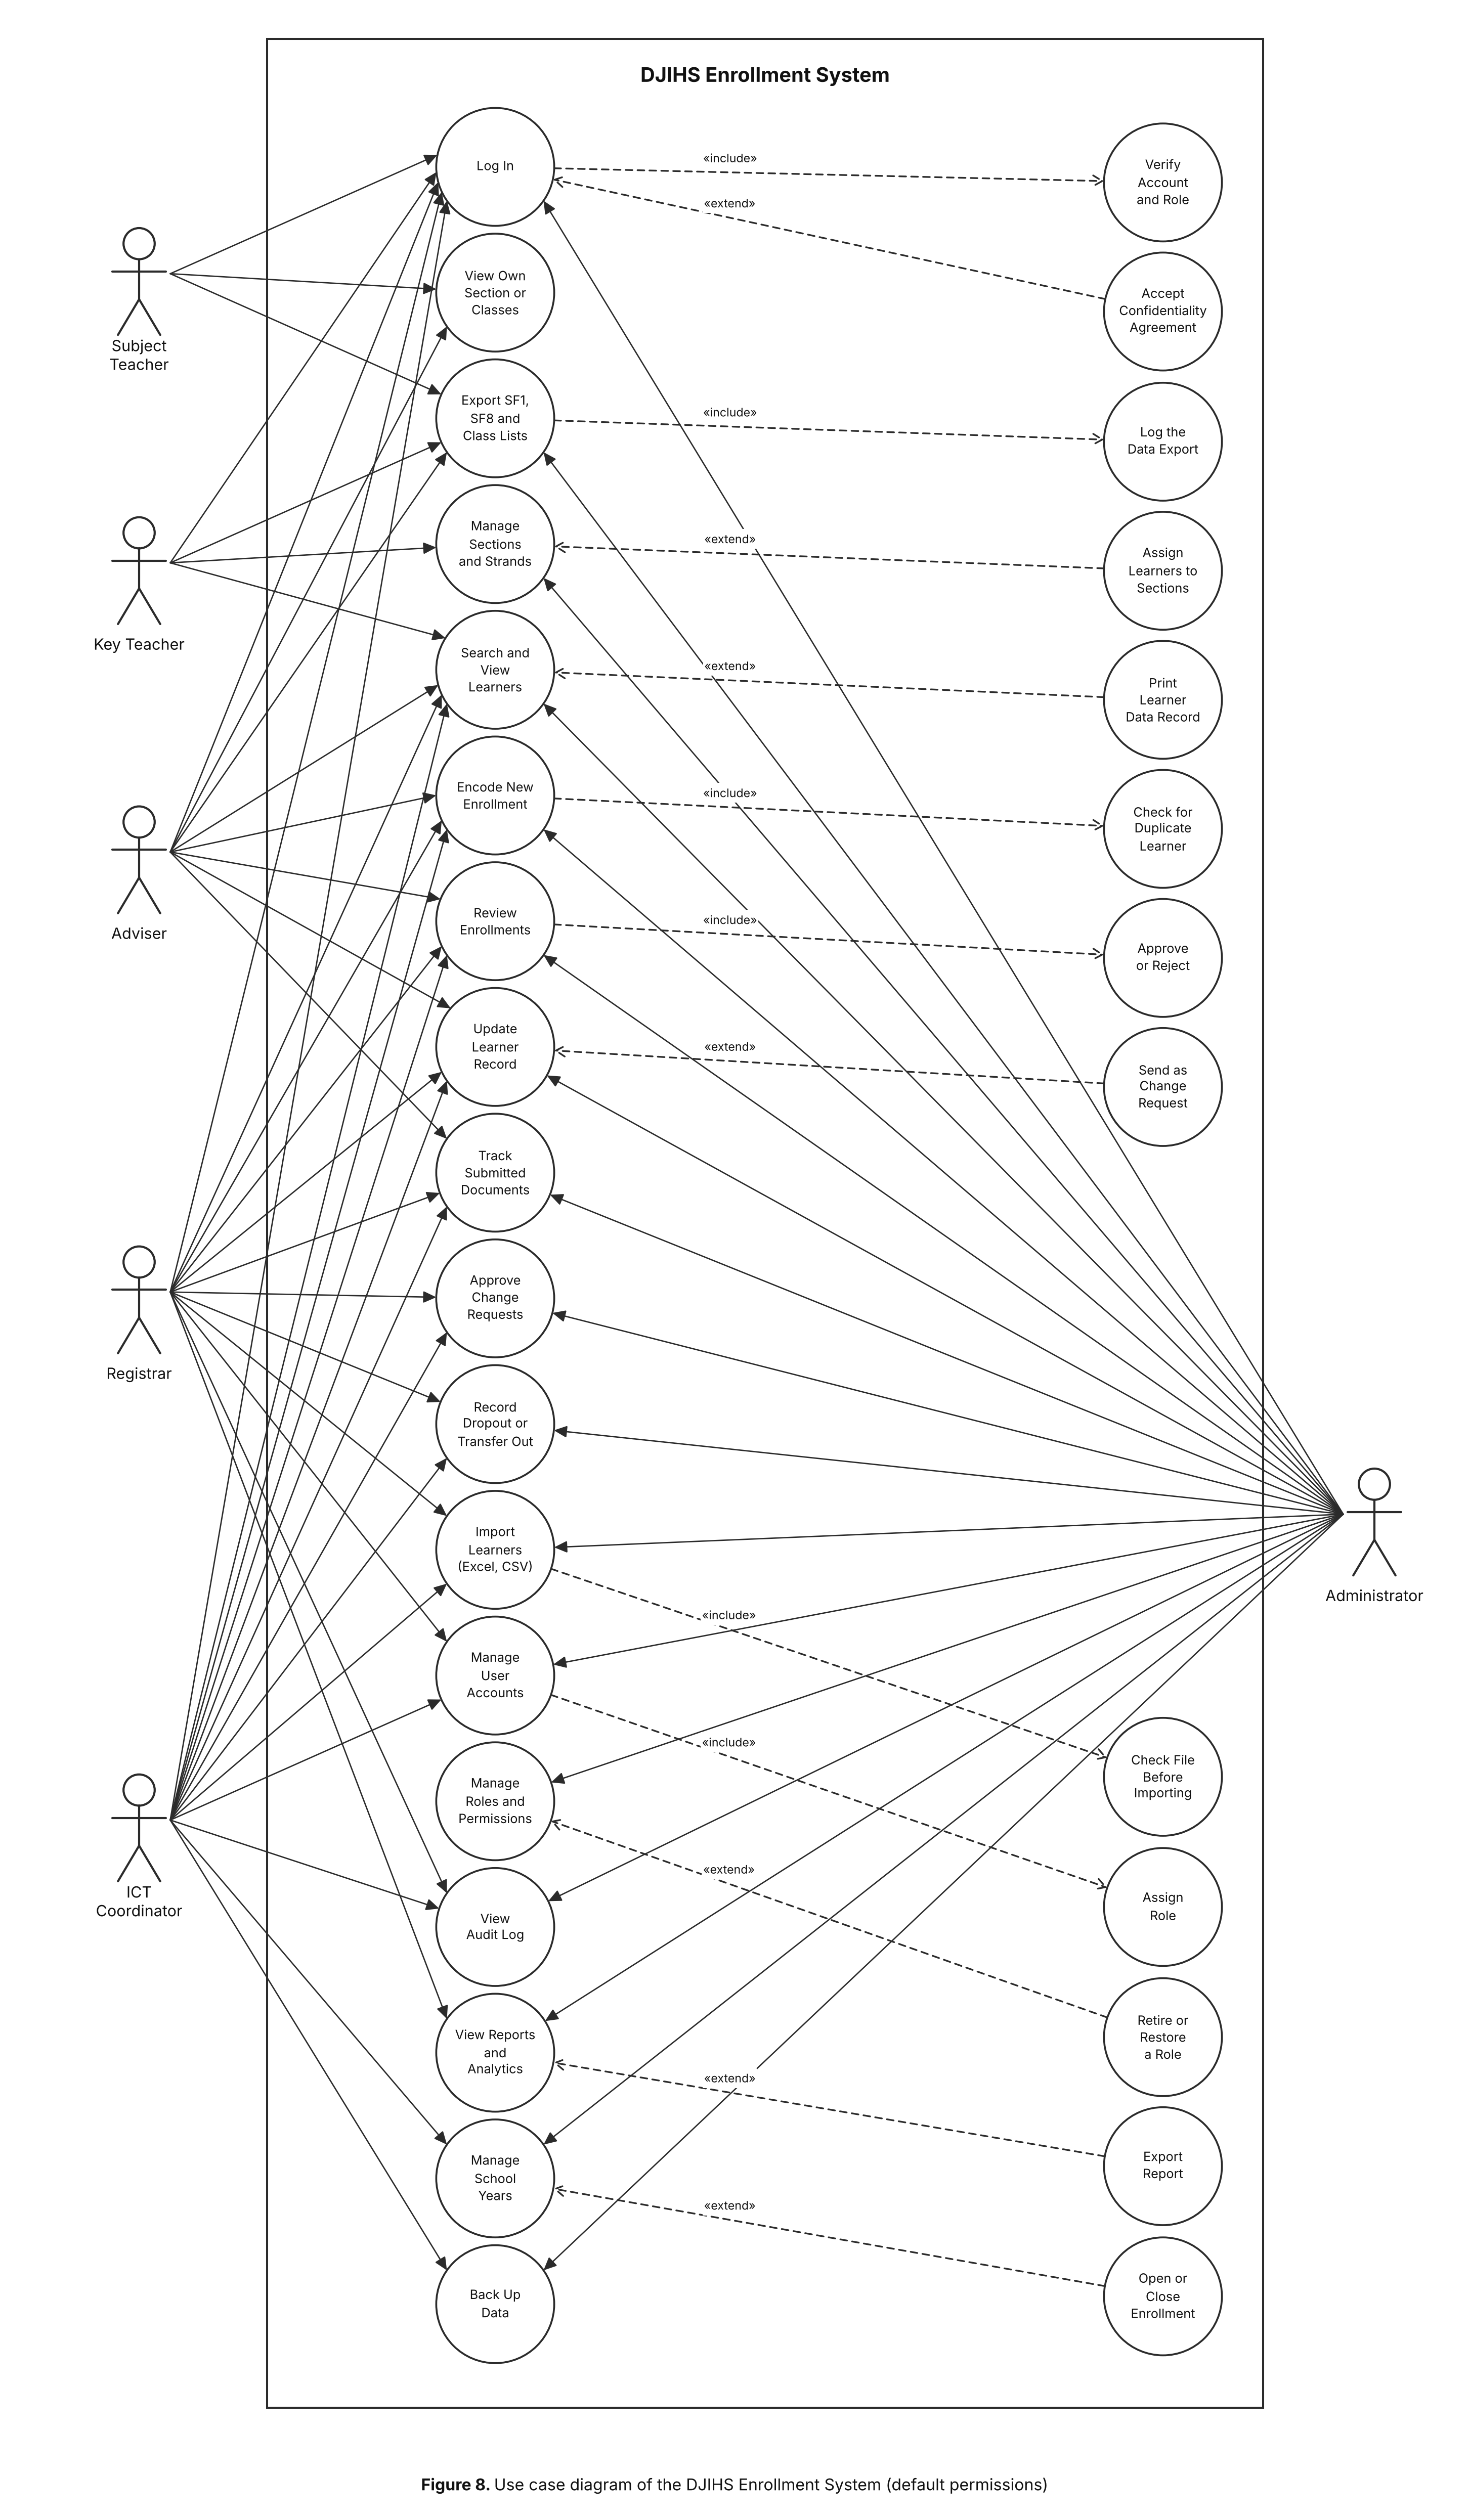 DJIHS Enrollment System
Log In
«include»
Verify
Account
and Role
«extend»
View Own
Section or
Classes
Accept
Confidentiality
Agreement
Subject
Teacher
Export SF1,
SF8 and
Class Lists
«include»
Log the
Data Export
Manage
Sections
and Strands
«extend»
Assign
Learners to
Sections
Key Teacher
Search and
View
Learners
«extend»
Print
Learner
Data Record
Encode New
Enrollment
«include»
Check for
Duplicate
Learner
Adviser
Review
Enrollments
«include»
Approve
or Reject
Update
Learner
Record
«extend»
Send as
Change
Request
Track
Submitted
Documents
Approve
Change
Requests
Registrar
Record
Dropout or
Transfer Out
Import
Learners
(Excel, CSV)
Administrator
«include»
Manage
User
Accounts
«include»
Check File
Before
Importing
Manage
Roles and
Permissions
«extend»
ICT
Coordinator
Assign
Role
View
Audit Log
Retire or
Restore
a Role
View Reports
and
Analytics
«extend»
Export
Report
Manage
School
Years
«extend»
Open or
Close
Enrollment
Back Up
Data
Figure 8. Use case diagram of the DJIHS Enrollment System (default permissions)